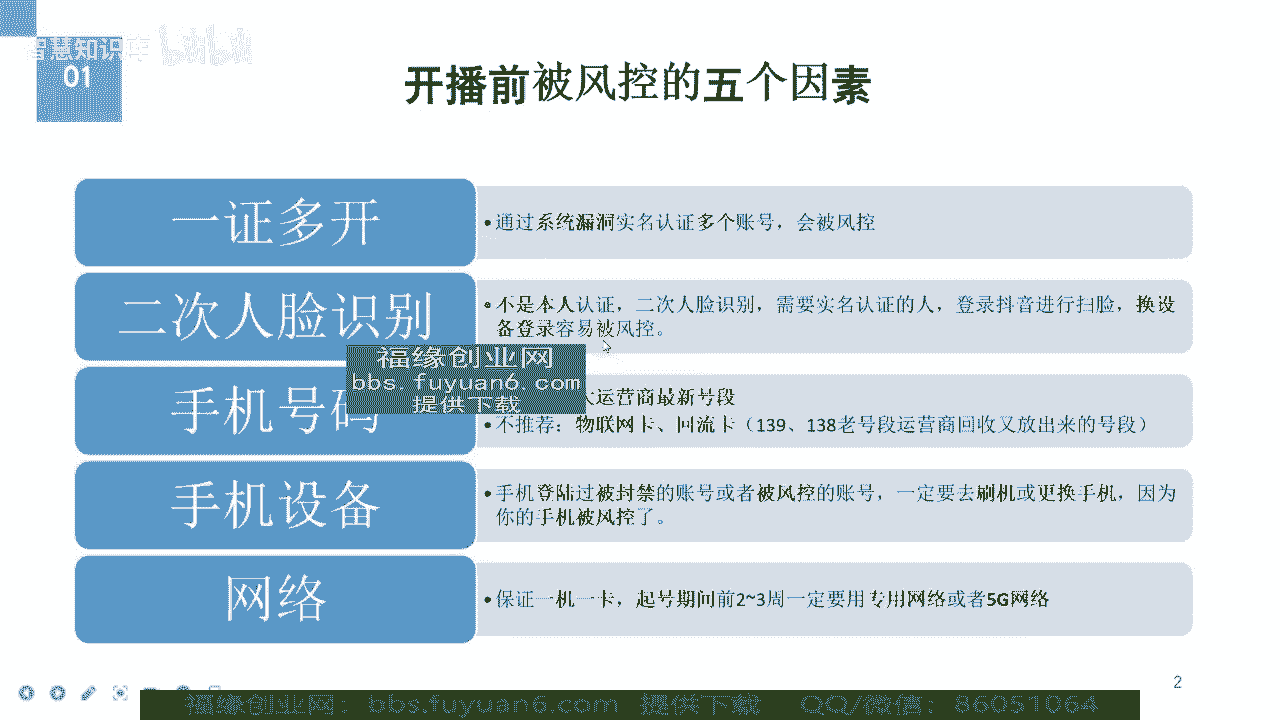 智慧知识库 bilibili
01
开播前被风控的五个因素
一证多开
•通过系统漏洞实名认证多个账号，会被风控
二次人脸识别
•不是本人认证，二次人脸识别，需要实名认证的人，登录抖音进行扫脸，换设
备登录容易被风控。
福缘创业网
bbs.fuyuan6.com
提供下载
手机号码
大运营商最新号段
•不推荐：物联网卡、回流卡（139、138老号段运营商回收又放出来的号段）
手机设备
•手机登陆过被封禁的账号或者被风控的账号，一定要去刷机或更换手机，因为
你的手机被风控了。
网络
•保证一机一卡，起号期间前2~3周一定要用专用网络或者5G网络
2
福缘创业网：bbs.fuyuan6.com 提供下载 QQ/微信：86051064